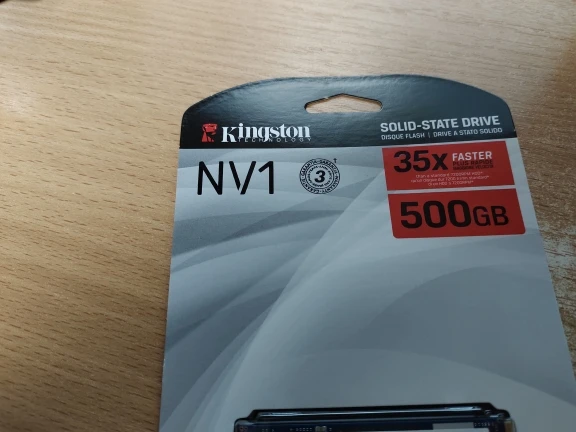 Kingston
TECHNOLOGY
SOLID-STATE DRIVE
DISQUE FLASH | DRIVE A STATO SOLIDO
NV1
3
35X FASTER
500GB